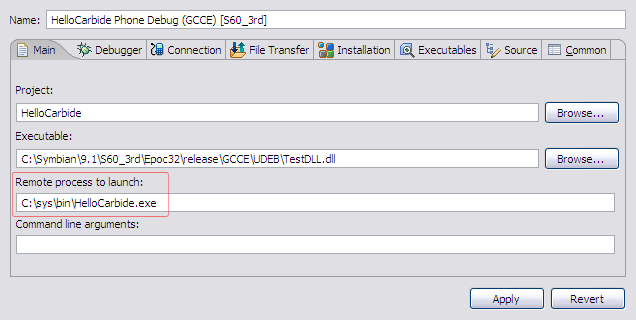 Name: HelloCarbide Phone Debug (GCCE) [S60_3rd]
Main Debugger Connection File Transfer Installation Executables Source Common
Project:
HelloCarbide Browse...
Executable:
C:\Symbian\9.1\S60_3rd\Epoc32\release\GCCE\UDEB\TestDLL.dll Browse...
Remote process to launch:
C:\sys\bin\HelloCarbide.exe
Command line arguments:
Apply Revert